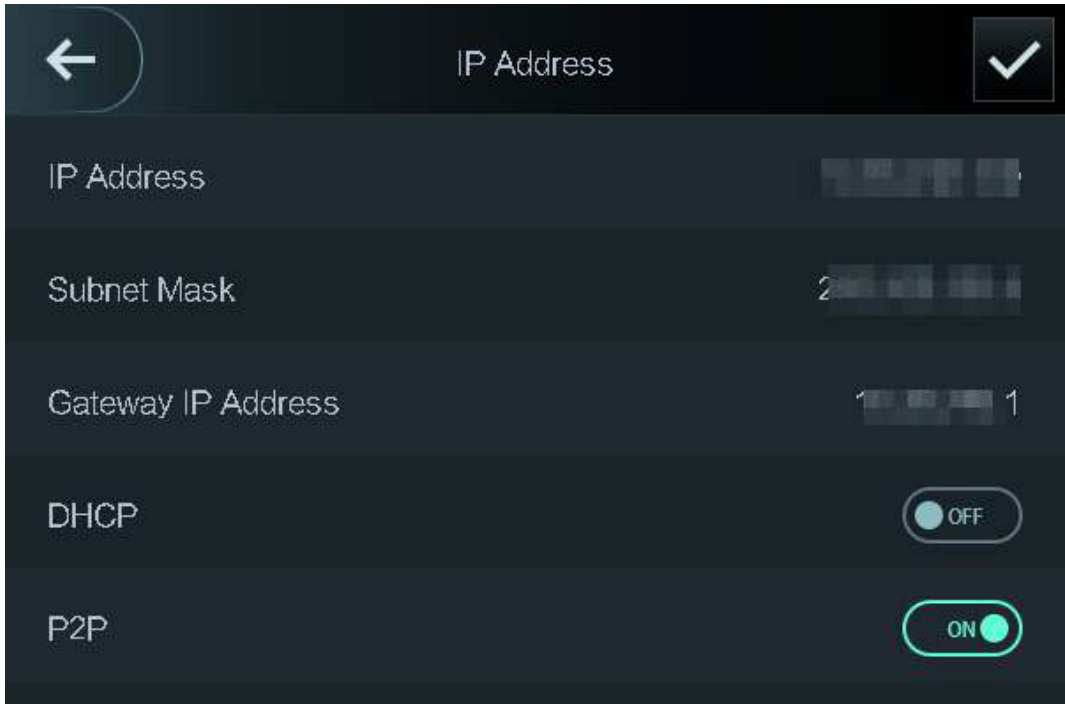 IP Address
IP Address
Subnet Mask
Gateway IP Address
DHCP OFF
P2P ON